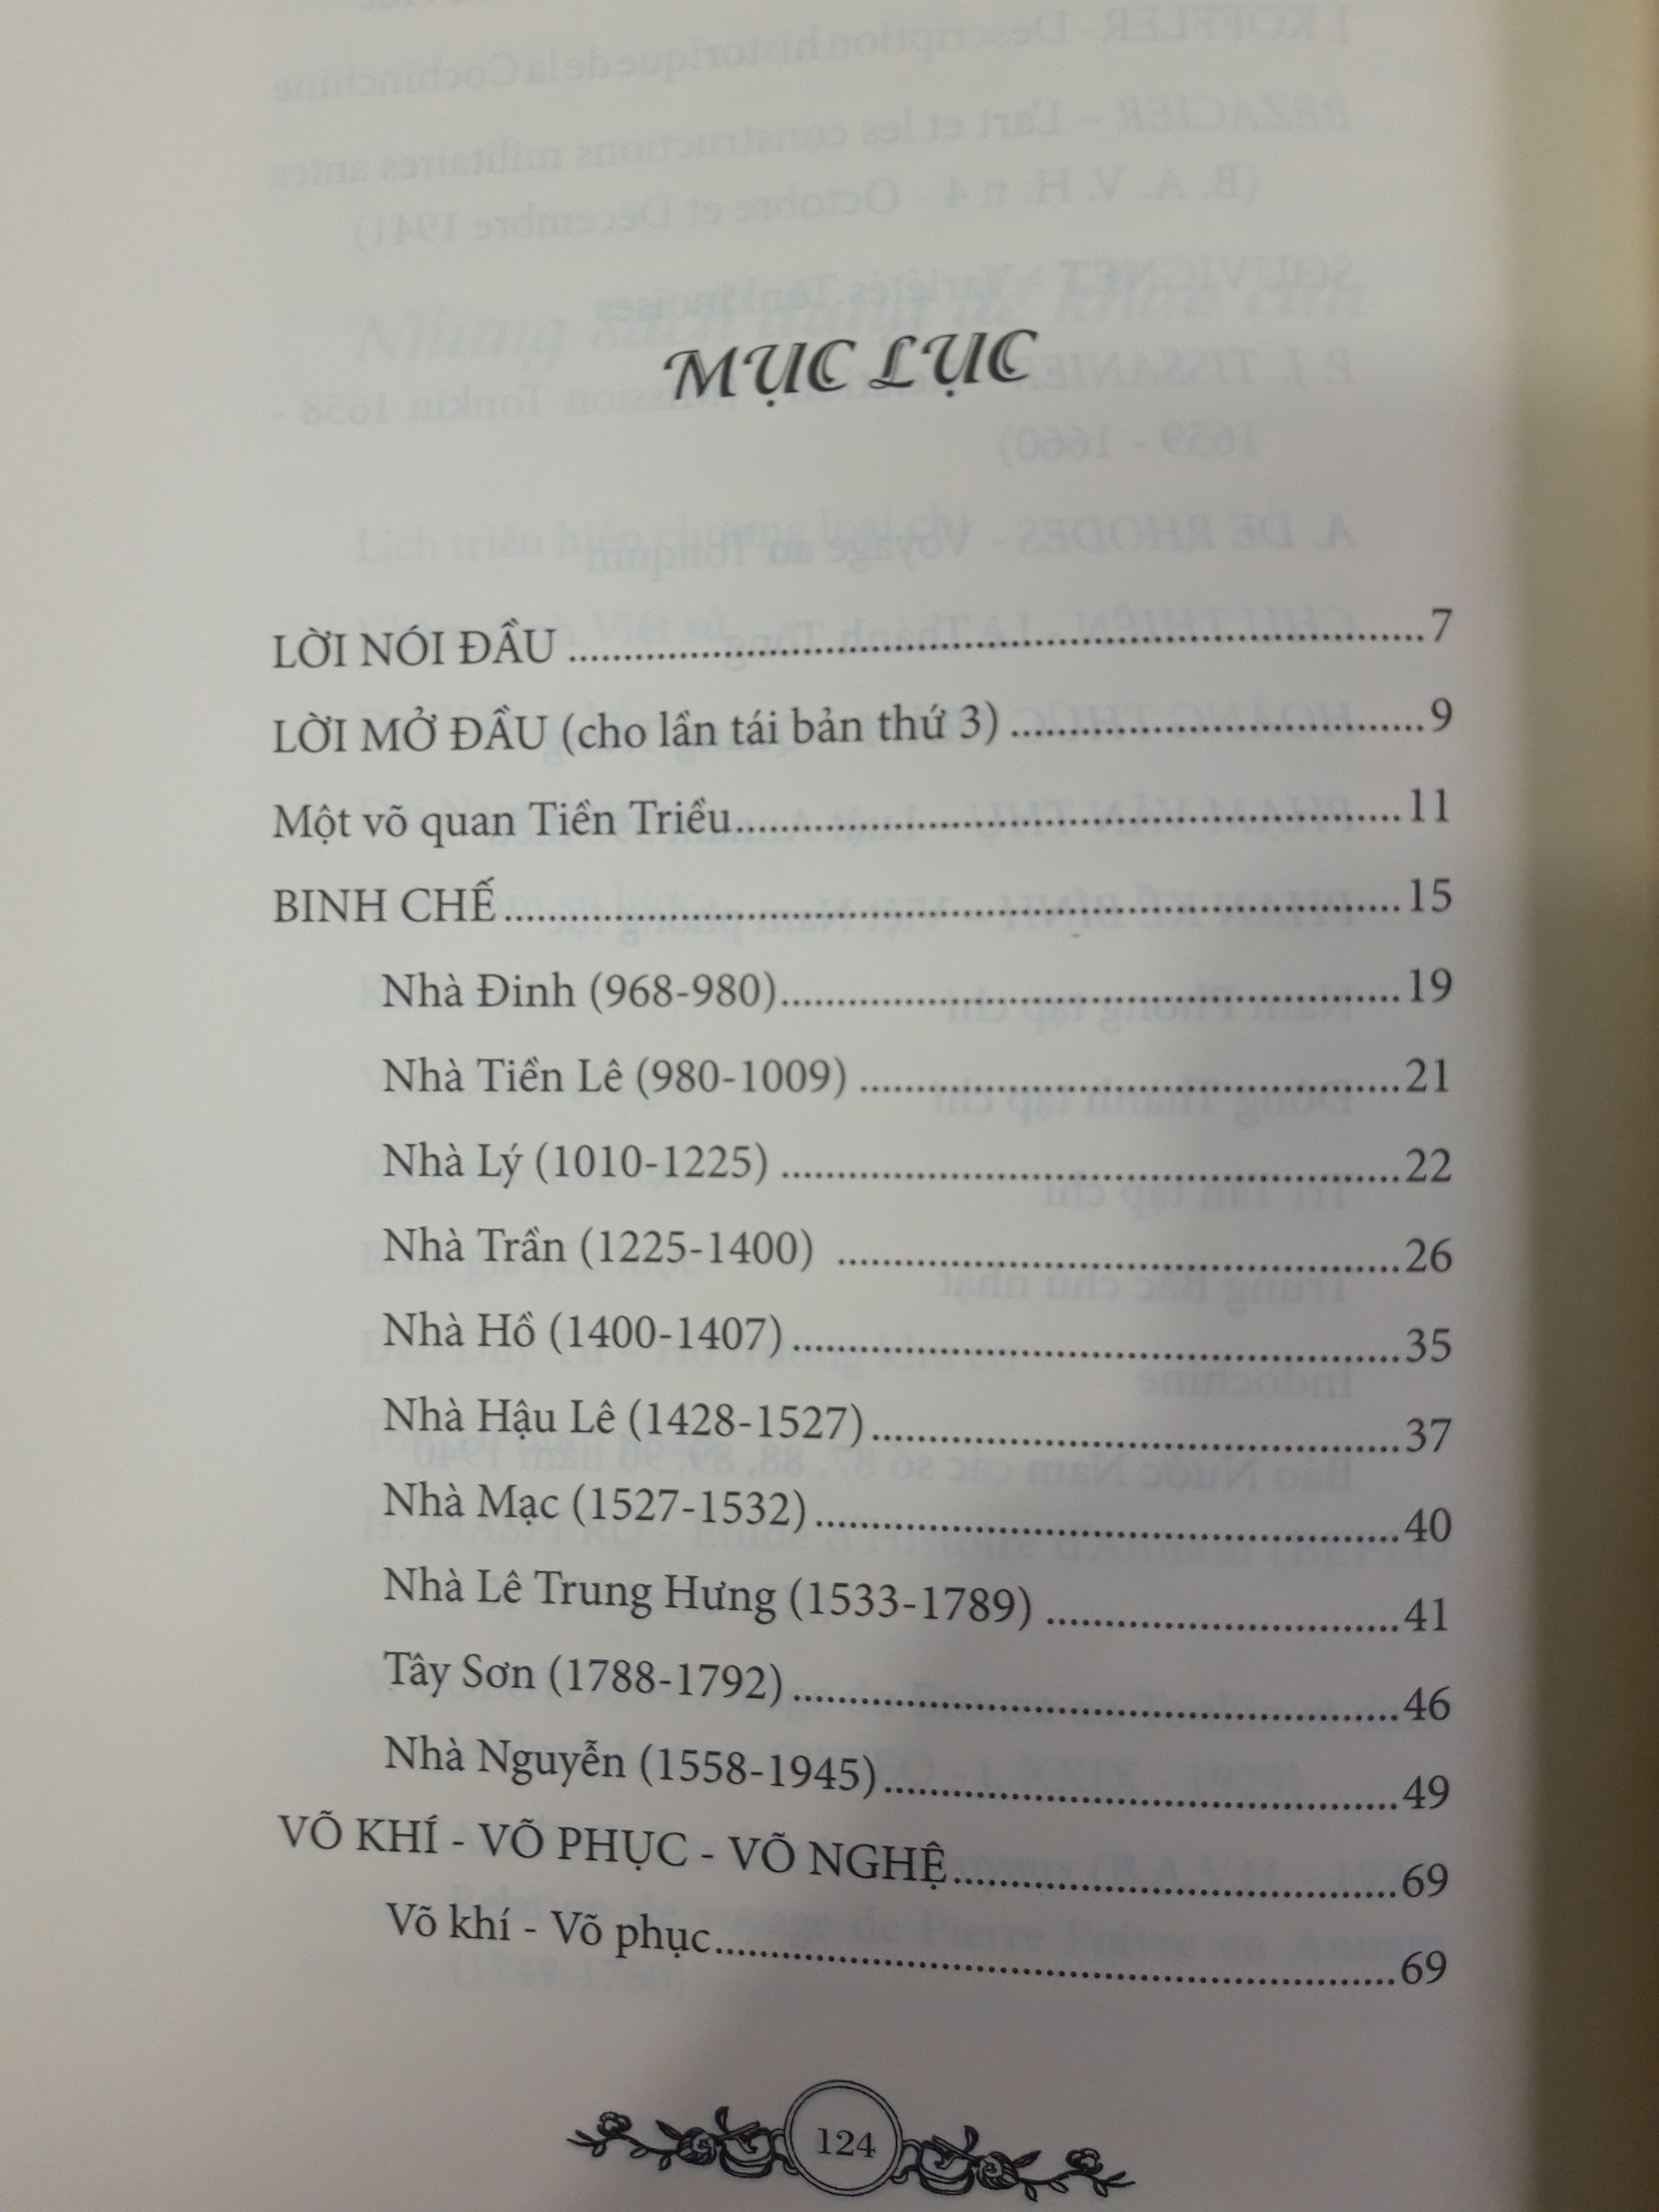 MỤC LỤC
LỜI NÓI ĐẦU ........................ 7
LỜI MỞ ĐẦU (cho lần tái bản thứ 3) ........................ 9
Một võ quan Tiền Triều ........................ 11
BINH CHẾ ........................ 15
Nhà Đinh (968-980) ........................ 19
Nhà Tiền Lê (980-1009) ........................ 21
Nhà Lý (1010-1225) ........................ 22
Nhà Trần (1225-1400) ........................ 26
Nhà Hồ (1400-1407) ........................ 35
Nhà Hậu Lê (1428-1527) ........................ 37
Nhà Mạc (1527-1532) ........................ 40
Nhà Lê Trung Hưng (1533-1789) ........................ 41
Tây Sơn (1788-1792) ........................ 46
Nhà Nguyễn (1558-1945) ........................ 49
VÕ KHÍ - VÕ PHỤC - VÕ NGHỆ ........................ 69
Võ khí - Võ phục ........................ 69
124